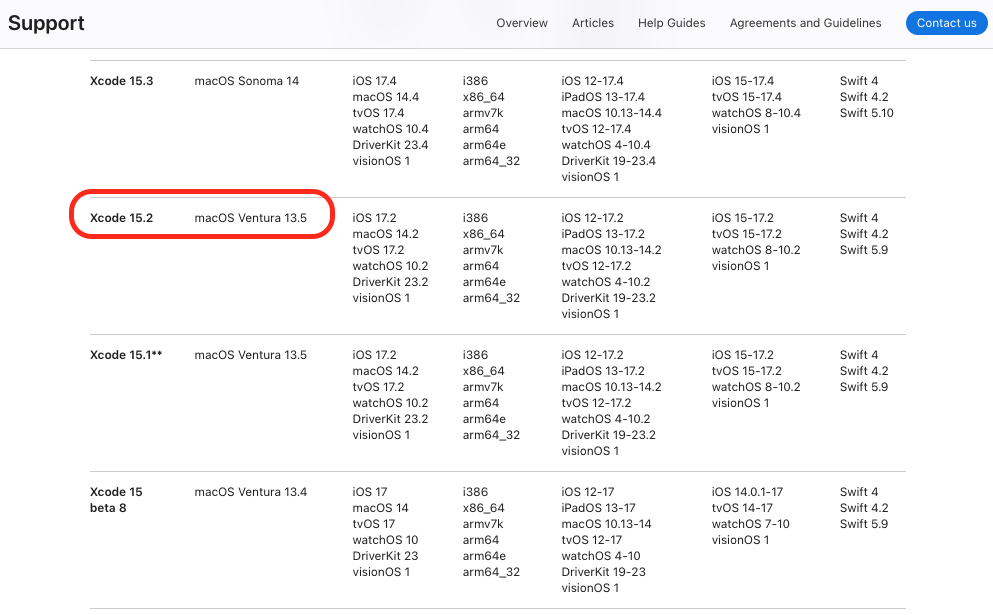 Support
Overview Articles Help Guides Agreements and Guidelines Contact us
Xcode 15.3 macOS Sonoma 14 iOS 17.4 i386 iOS 12-17.4 iOS 15-17.4 Swift 4
macOS 14.4 x86_64 iPadOS 13-17.4 tvOS 15-17.4 Swift 4.2
tvOS 17.4 armv7k macOS 10.13-14.4 watchOS 8-10.4 Swift 5.10
watchOS 10.4 arm64 tvOS 12-17.4 visionOS 1
DriverKit 23.4 arm64e watchOS 4-10.4
visionOS 1 arm64_32 DriverKit 19-23.4
visionOS 1
Xcode 15.2 macOS Ventura 13.5 iOS 17.2 i386 iOS 12-17.2 iOS 15-17.2 Swift 4
macOS 14.2 x86_64 iPadOS 13-17.2 tvOS 15-17.2 Swift 4.2
tvOS 17.2 armv7k macOS 10.13-14.2 watchOS 8-10.2 Swift 5.9
watchOS 10.2 arm64 tvOS 12-17.2 visionOS 1
DriverKit 23.2 arm64e watchOS 4-10.2
visionOS 1 arm64_32 DriverKit 19-23.2
visionOS 1
Xcode 15.1** macOS Ventura 13.5 iOS 17.2 i386 iOS 12-17.2 iOS 15-17.2 Swift 4
macOS 14.2 x86_64 iPadOS 13-17.2 tvOS 15-17.2 Swift 4.2
tvOS 17.2 armv7k macOS 10.13-14.2 watchOS 8-10.2 Swift 5.9
watchOS 10.2 arm64 tvOS 12-17.2 visionOS 1
DriverKit 23.2 arm64e watchOS 4-10.2
visionOS 1 arm64_32 DriverKit 19-23.2
visionOS 1
Xcode 15 macOS Ventura 13.4 iOS 17 i386 iOS 12-17 iOS 14.0.1-17 Swift 4
beta 8 macOS 14 x86_64 iPadOS 13-17 tvOS 14-17 Swift 4.2
tvOS 17 armv7k macOS 10.13-14 watchOS 7-10 Swift 5.9
watchOS 10 arm64 tvOS 12-17 visionOS 1
DriverKit 23 arm64e watchOS 4-10
visionOS 1 arm64_32 DriverKit 19-23
visionOS 1